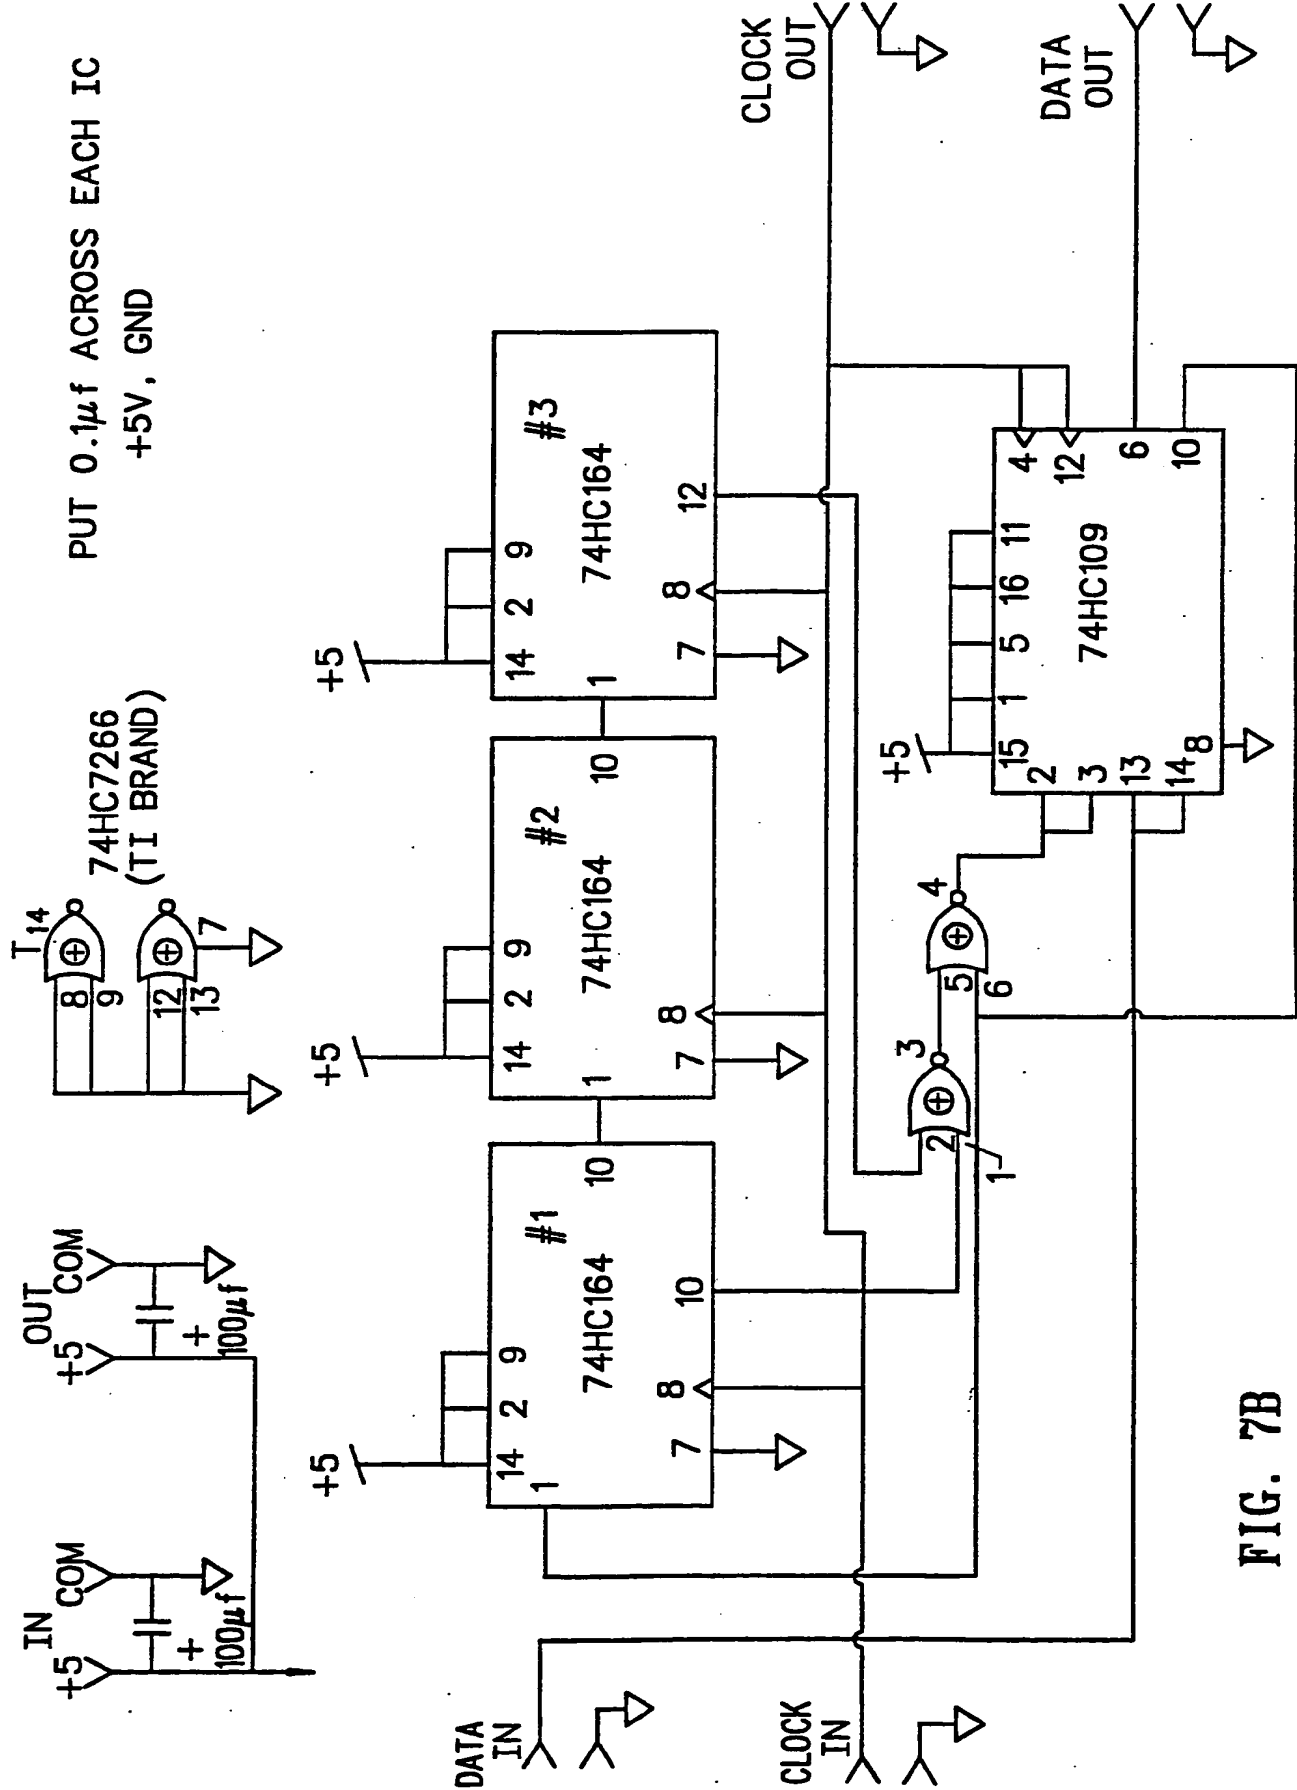 PUT 0.1μf ACROSS EACH IC
+5V, GND
IN
+5
COM
+
100μf
OUT
+5
COM
+
100μf
14
8
9
12
13
7
74HC7266
(TI BRAND)
+5
14
2
9
1
#1
74HC164
10
7
8
10
+5
14
2
9
1
#2
74HC164
10
7
8
+5
14
2
9
1
#3
74HC164
7
8
12
DATA
IN
CLOCK
IN
2
1
3
5
6
4
+5
15
1
5
16
11
2
3
13
14
8
74HC109
4
12
6
10
CLOCK
OUT
DATA
OUT
FIG. 7B